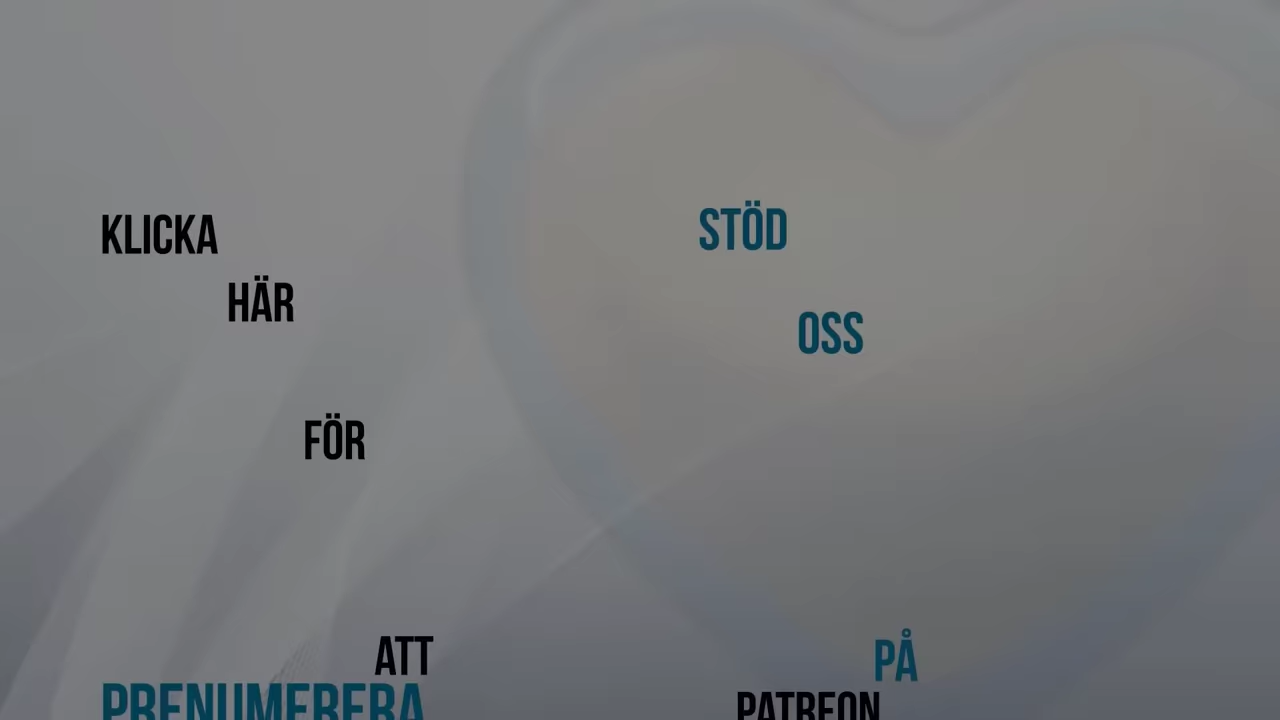 KLICKA
HÄR
FÖR
ATT
PRENUMERERA
STÖD
OSS
PÅ
PATREON